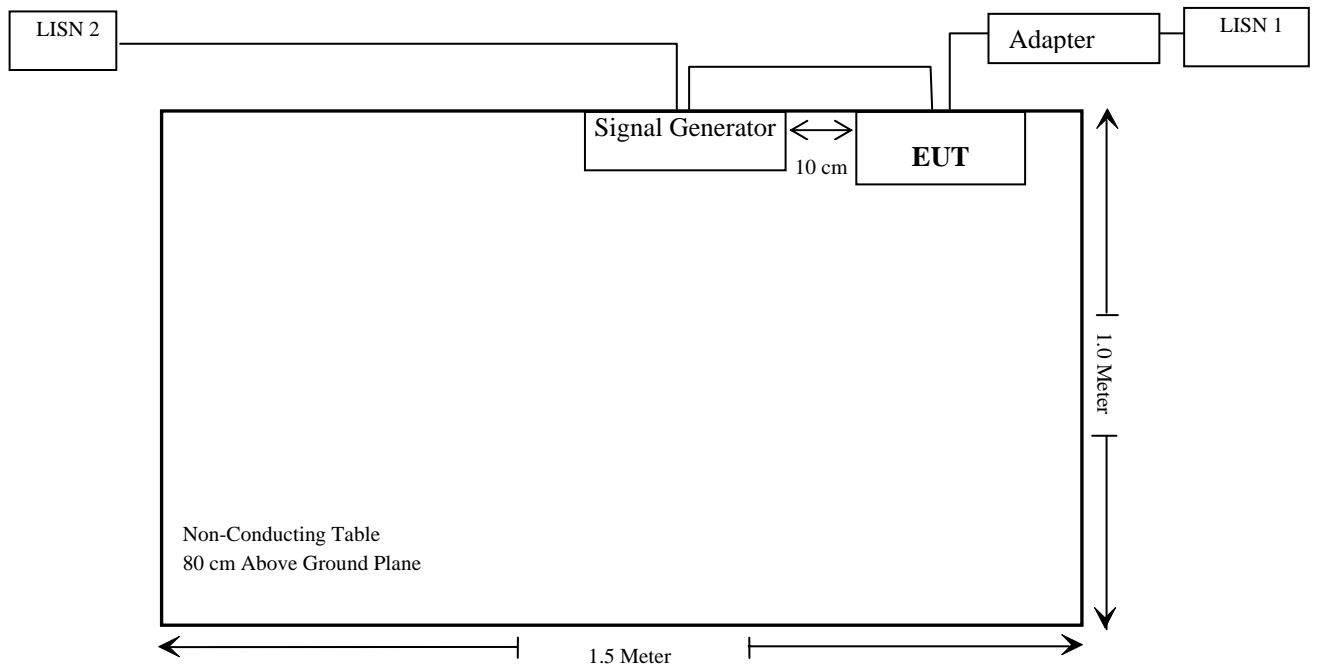 LISN 2
Adapter
LISN 1
Signal Generator
10 cm
EUT
1.0 Meter
Non-Conducting Table
80 cm Above Ground Plane
1.5 Meter